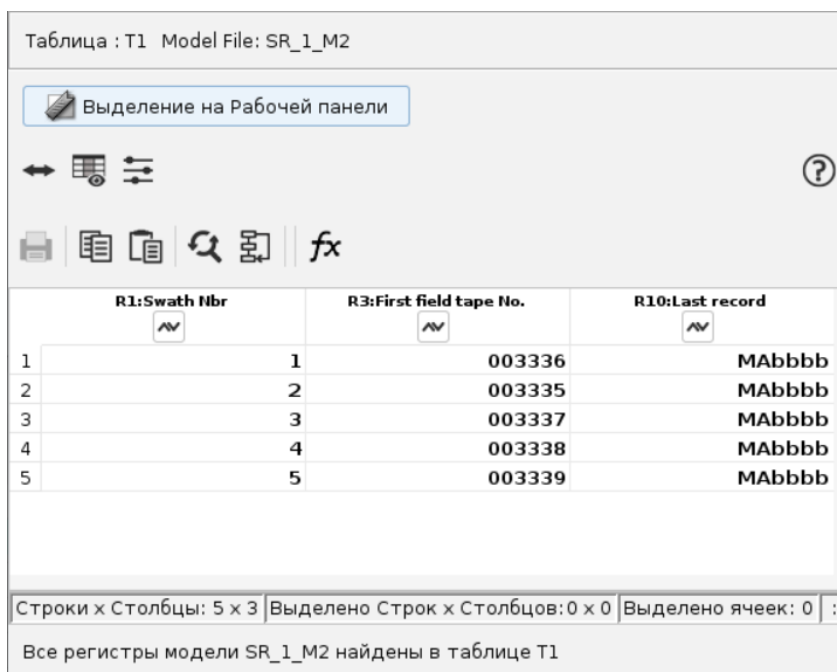 Таблица : T1 Model File: SR_1_M2
Выделение на Рабочей панели
fx
R1:Swath Nbr R3:First field tape No. R10:Last record
1 1 003336 MAbbbb
2 2 003335 MAbbbb
3 3 003337 MAbbbb
4 4 003338 MAbbbb
5 5 003339 MAbbbb
Строки x Столбцы: 5 x 3 Выделено Строк x Столбцов:0 x 0 Выделено ячеек: 0 :
Все регистры модели SR_1_M2 найдены в таблице T1